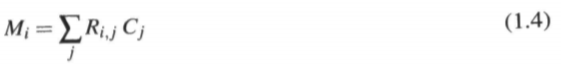 M_i = \sum_j R_{i,j} C_j (1.4)